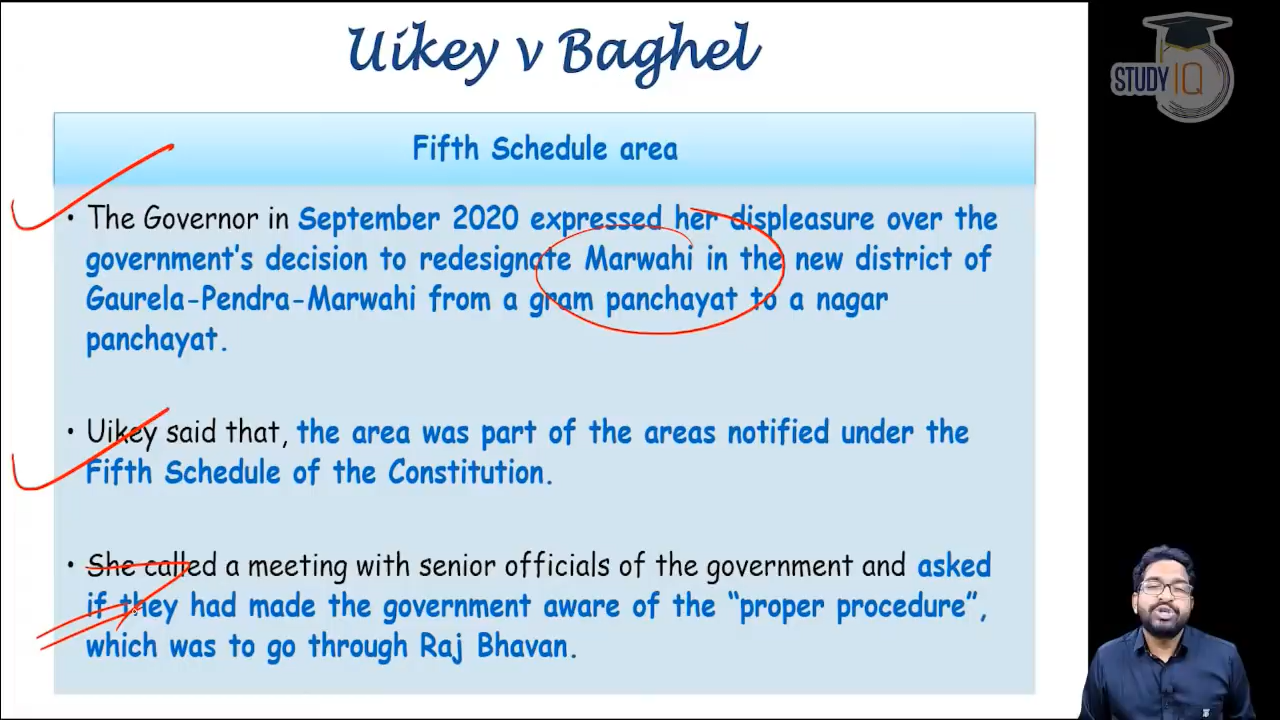 Uikey v Baghel
STUDY IQ
Fifth Schedule area
• The Governor in September 2020 expressed her displeasure over the
government's decision to redesignate Marwahi in the new district of
Gaurela-Pendra-Marwahi from a gram panchayat to a nagar
panchayat.
• Uikey said that, the area was part of the areas notified under the
Fifth Schedule of the Constitution.
• She called a meeting with senior officials of the government and asked
if they had made the government aware of the “proper procedure”,
which was to go through Raj Bhavan.